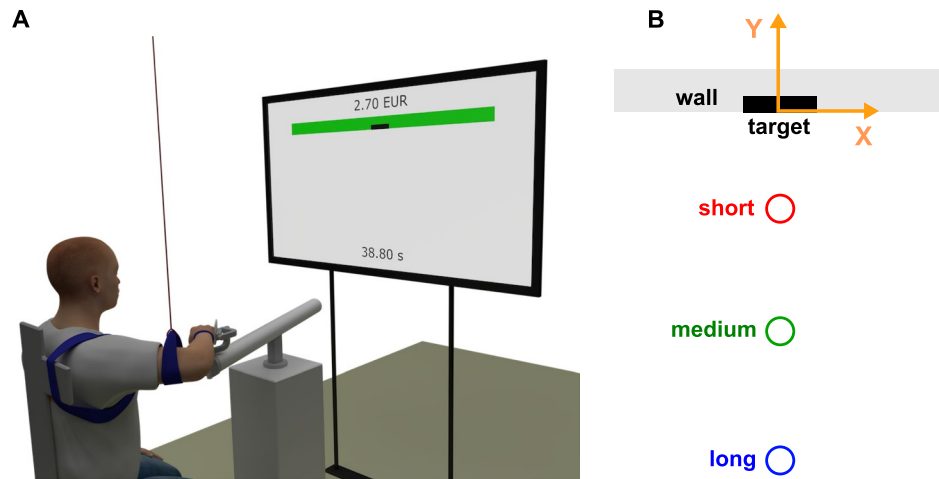 A
2.70 EUR
38.80 s
B
Y
wall
target
X
short
medium
long